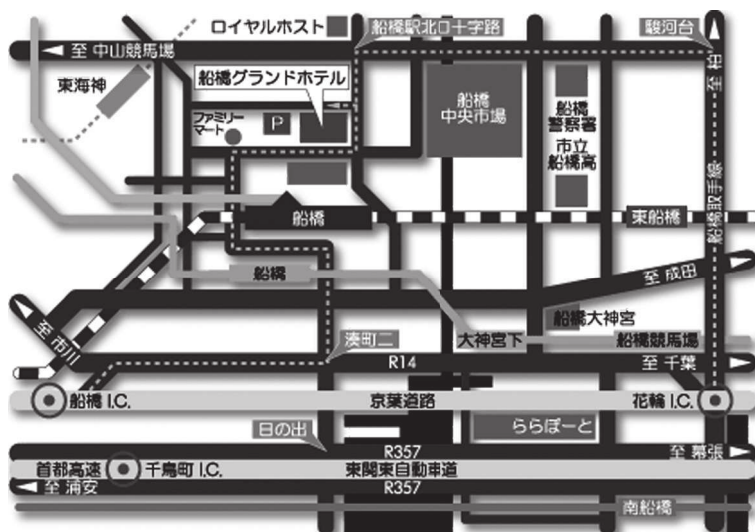 ロイヤルホスト
船橋駅北口十字路
駿河台
至 中山競馬場
至 柏
東海神
船橋グランドホテル
船橋
中央市場
ファミリー
マート
P
船橋
警察署
市立
船橋高
船橋取手線
船橋
東船橋
船橋
至 成田
船橋大神宮
至 市川
湊町二
大神宮下
船橋競馬場
R14
至 千葉
船橋 I.C.
京葉道路
花輪 I.C.
日の出
ららぽーと
R357
至 幕張
首都高速
千鳥町 I.C.
東関東自動車道
至 浦安
R357
南船橋